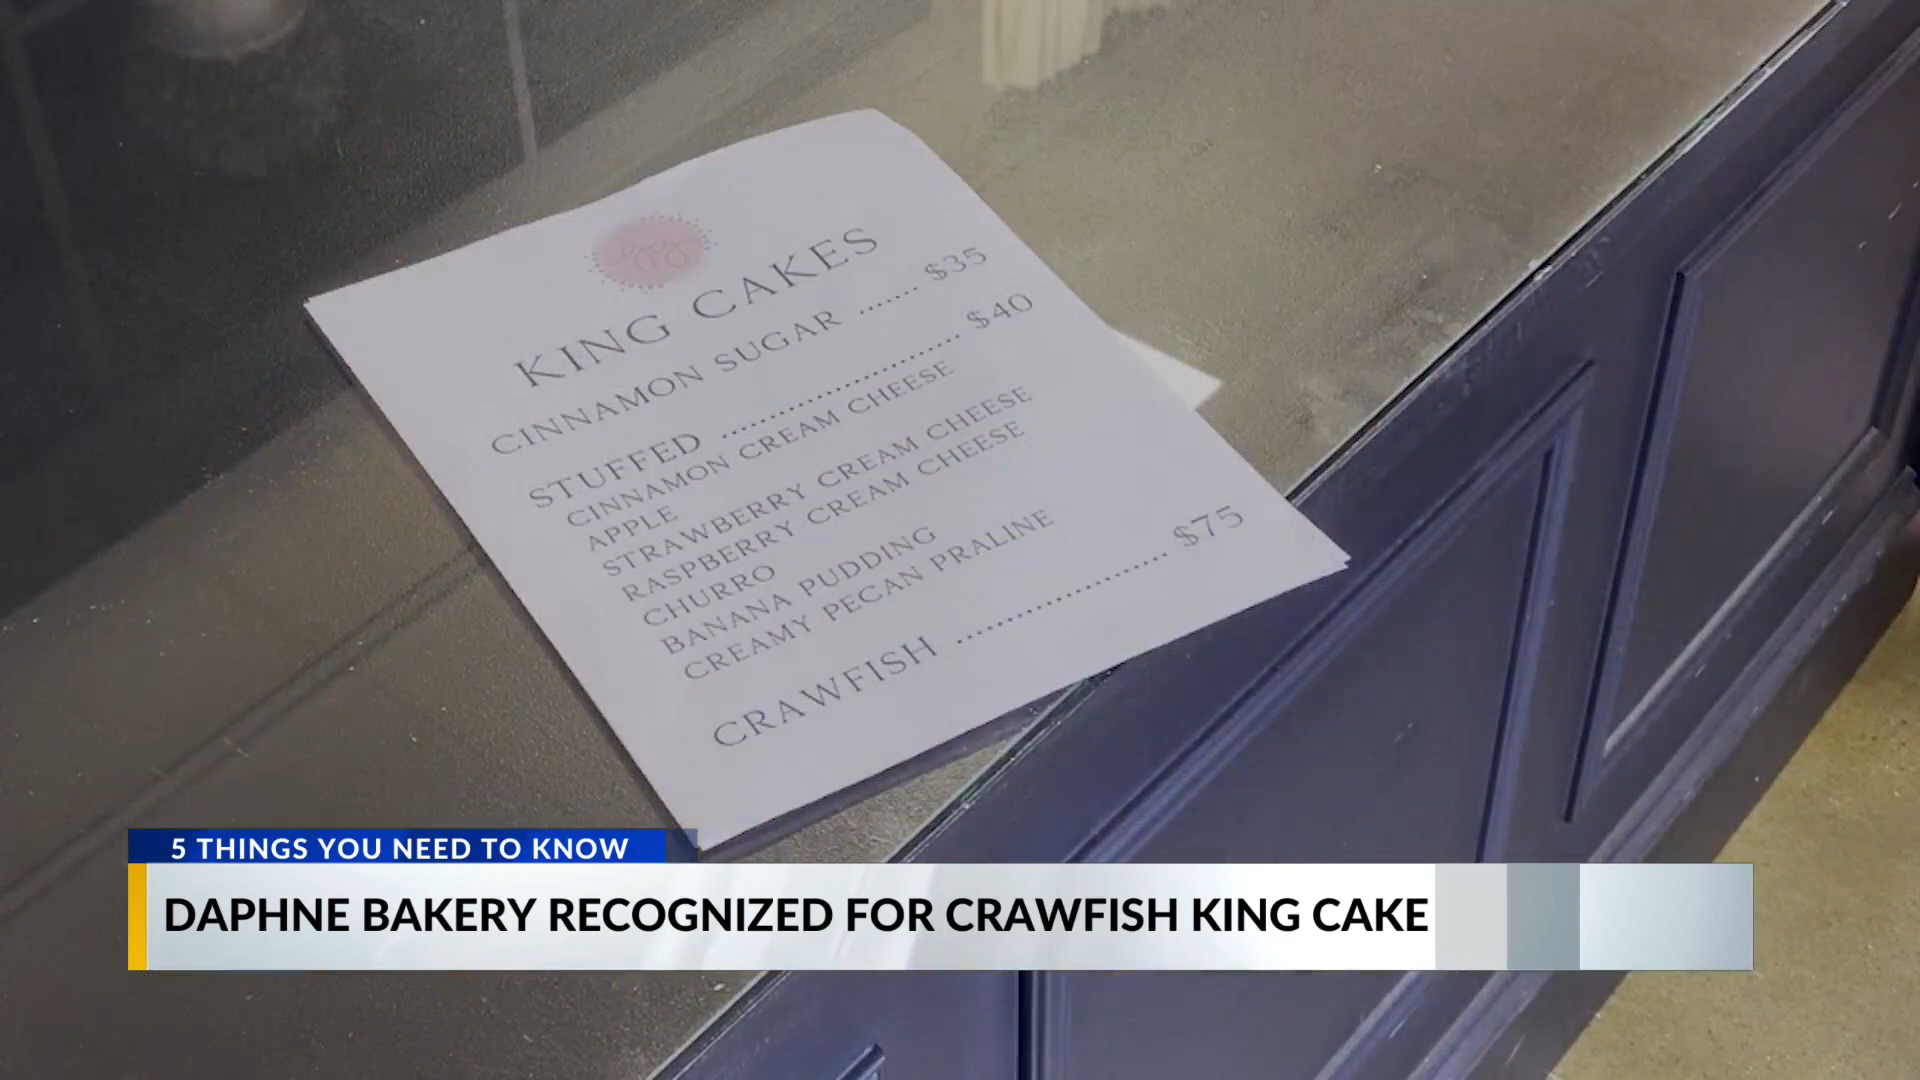 KING CAKES
CINNAMON SUGAR ........ $35
STUFFED ........................... $40
CINNAMON CREAM CHEESE
APPLE
STRAWBERRY CREAM CHEESE
RASPBERRY CREAM CHEESE
CHURRO
BANANA PUDDING
CREAMY PECAN PRALINE
CRAWFISH ........................ $75
5 THINGS YOU NEED TO KNOW
DAPHNE BAKERY RECOGNIZED FOR CRAWFISH KING CAKE